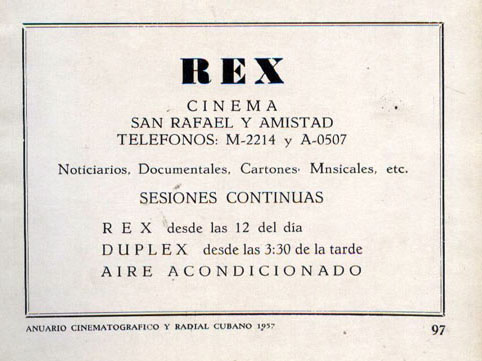 REX
CINEMA
SAN RAFAEL Y AMISTAD
TELEFONOS: M-2214 y A-0507
Noticiarios, Documentales, Cartones· Mnsicales, etc.
SESIONES CONTINUAS
REX desde las 12 del día
DUPLEX desde las 3:30 de la tarde
AIRE ACONDICIONADO
ANUARIO CINEMATOGRAFICO Y RADIAL CUBANO 1957
97